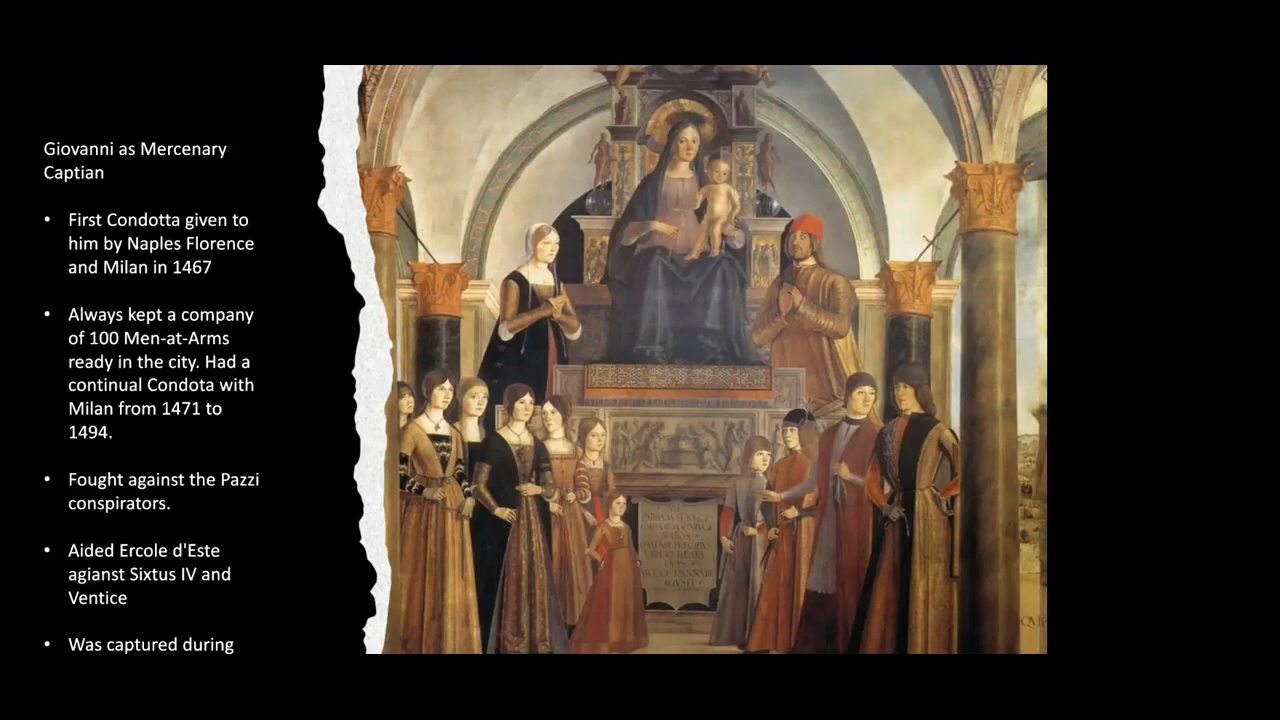 Giovanni as Mercenary
Captian
• First Condotta given to
him by Naples Florence
and Milan in 1467
• Always kept a company
of 100 Men-at-Arms
ready in the city. Had a
continual Condota with
Milan from 1471 to
1494.
• Fought against the Pazzi
conspirators.
• Aided Ercole d'Este
agianst Sixtus IV and
Ventice
• Was captured during